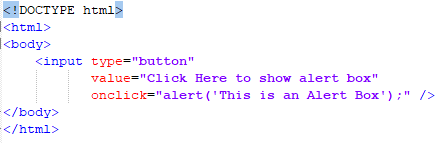 <!DOCTYPE html>
<html>
<body>
    <input type="button"
           value="Click Here to show alert box"
           onclick="alert('This is an Alert Box');" />
</body>
</html>